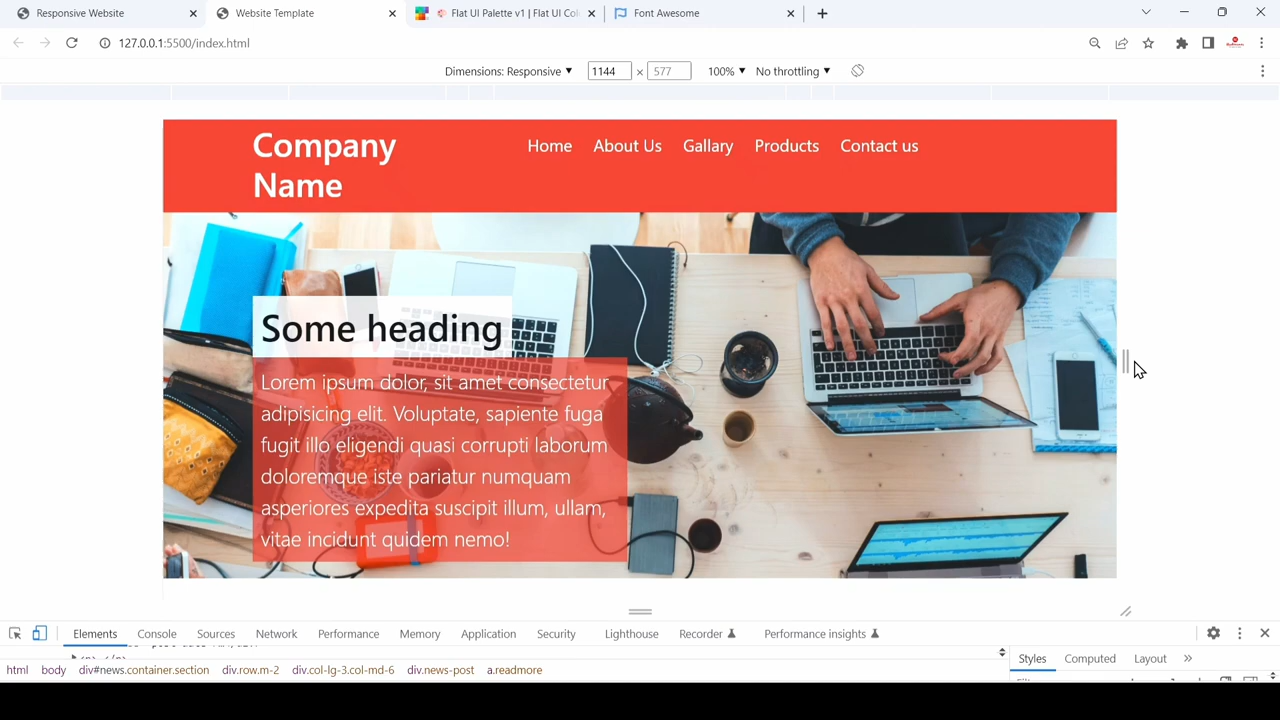 Responsive Website
Website Template
Flat UI Palette v1 | Flat UI Col
Font Awesome
127.0.0.1:5500/index.html
Dimensions: Responsive 1144 × 577 100% No throttling
Company
Name
Home About Us Gallary Products Contact us
Some heading
Lorem ipsum dolor, sit amet consectetur
adipisicing elit. Voluptate, sapiente fuga
fugit illo eligendi quasi corrupti laborum
doloremque iste pariatur numquam
asperiores expedita suscipit illum, ullam,
vitae incidunt quidem nemo!
Elements Console Sources Network Performance Memory Application Security Lighthouse Recorder Performance insights
Styles Computed Layout »
html body div#news.container.section div.row.m-2 div.col-lg-3.col-md-6 div.news-post a.readmore